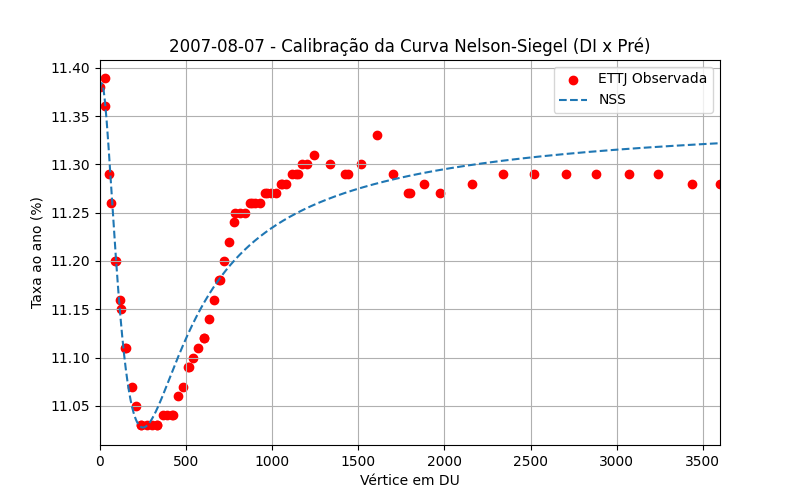 2007-08-07 - Calibração da Curva Nelson-Siegel (DI x Pré)
ETTJ Observada
NSS
Taxa ao ano (%)
11.40
11.35
11.30
11.25
11.20
11.15
11.10
11.05
0 500 1000 1500 2000 2500 3000 3500
Vértice em DU